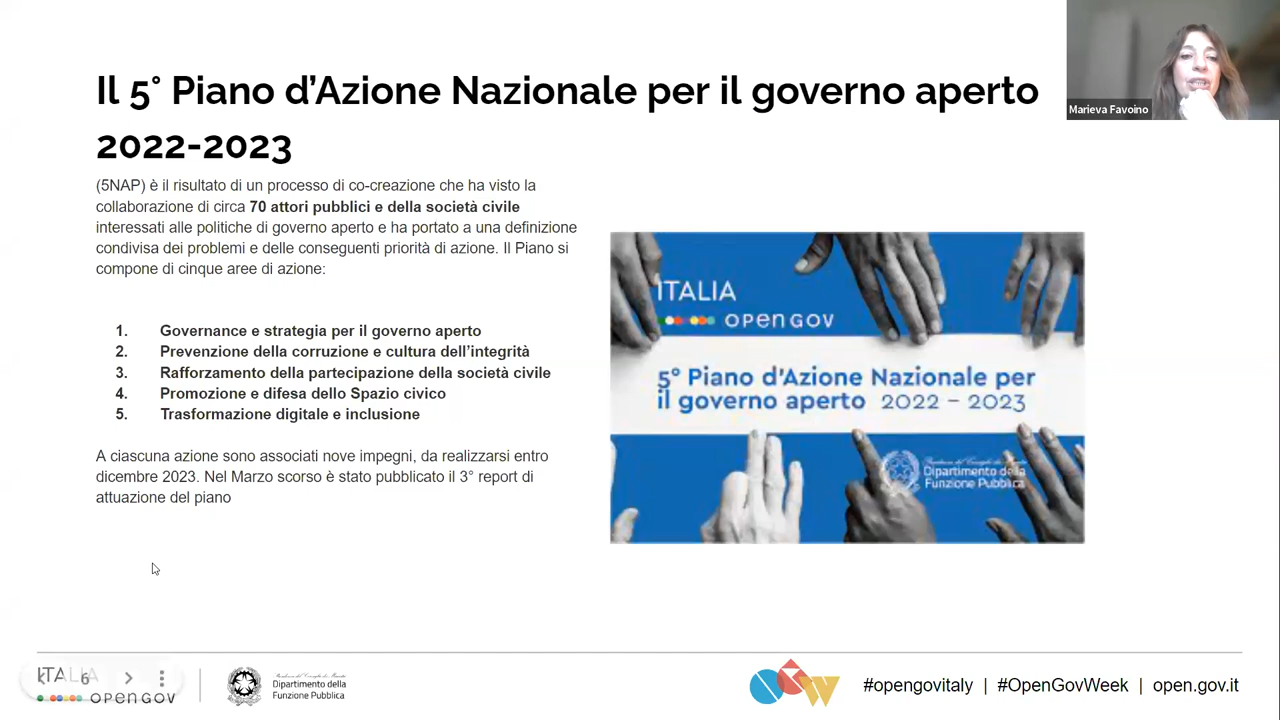 Il 5° Piano d’Azione Nazionale per il governo aperto
2022-2023
Marieva Favoino
(5NAP) è il risultato di un processo di co-creazione che ha visto la
collaborazione di circa 70 attori pubblici e della società civile
interessati alle politiche di governo aperto e ha portato a una definizione
condivisa dei problemi e delle conseguenti priorità di azione. Il Piano si
compone di cinque aree di azione:
1. Governance e strategia per il governo aperto
2. Prevenzione della corruzione e cultura dell’integrità
3. Rafforzamento della partecipazione della società civile
4. Promozione e difesa dello Spazio civico
5. Trasformazione digitale e inclusione
A ciascuna azione sono associati nove impegni, da realizzarsi entro
dicembre 2023. Nel Marzo scorso è stato pubblicato il 3° report di
attuazione del piano
ITALIA
OPEN GOV
5° Piano d’Azione Nazionale per
il governo aperto 2022 – 2023
Dipartimento della
Funzione Pubblica
ITALIA
6
OPEN GOV
Dipartimento della
Funzione Pubblica
#opengovitaly | #OpenGovWeek | open.gov.it